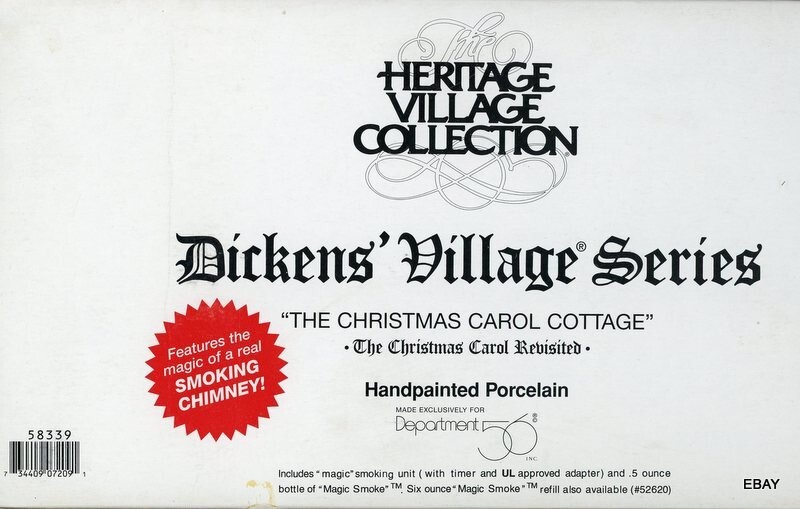 The
HERITAGE
VILLAGE
COLLECTION®
Dickens' Village® Series
"THE CHRISTMAS CAROL COTTAGE"
• The Christmas Carol Revisited •
Features the
magic of a real
SMOKING
CHIMNEY!
Handpainted Porcelain
MADE EXCLUSIVELY FOR
Department 56®
INC.
58339
7 34409 07209 1
Includes "magic" smoking unit ( with timer and UL approved adapter) and .5 ounce
bottle of "Magic Smoke"™. Six ounce "Magic Smoke"™ refill also available (#52620)
EBAY